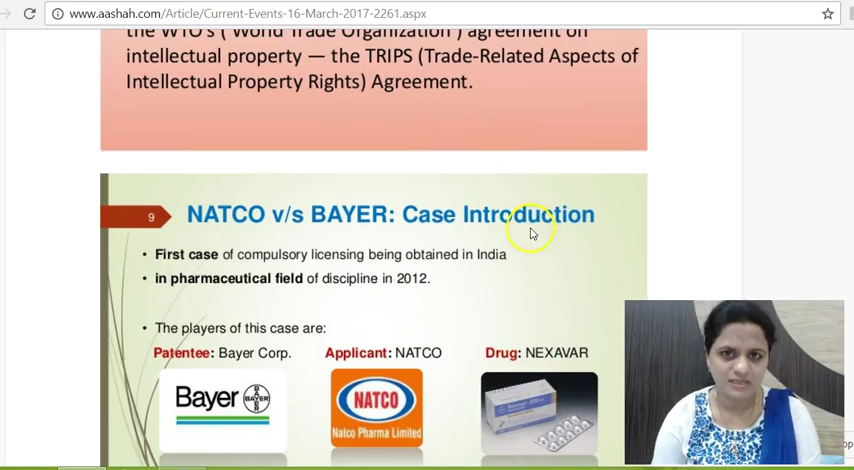 www.aashah.com/Article/Current-Events-16-March-2017-2261.aspx
the WTO's ( World Trade Organization ) agreement on
intellectual property — the TRIPS (Trade-Related Aspects of
Intellectual Property Rights) Agreement.
9
NATCO v/s BAYER: Case Introduction
• First case of compulsory licensing being obtained in India
• in pharmaceutical field of discipline in 2012.
• The players of this case are:
Patentee: Bayer Corp. Applicant: NATCO Drug: NEXAVAR
Bayer
BAYER
BAYER
NATCO
Natco Pharma Limited